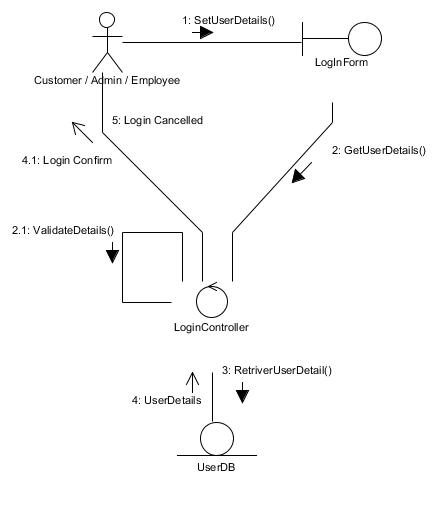 1: SetUserDetails()
LogInForm
Customer / Admin / Employee
5: Login Cancelled
2: GetUserDetails()
4.1: Login Confirm
2.1: ValidateDetails()
LoginController
3: RetriverUserDetail()
4: UserDetails
UserDB